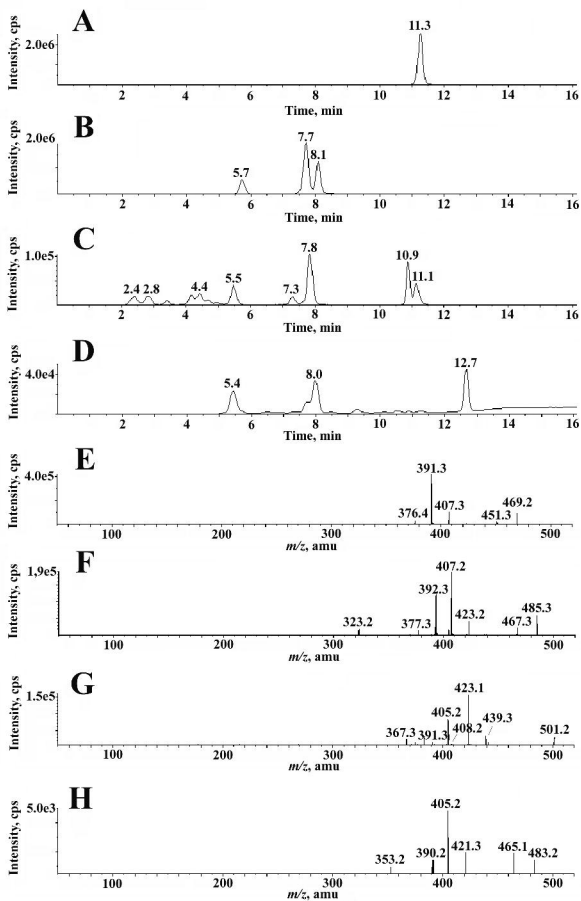 A
11.3
Intensity, cps
2.0e6
2 4 6 8 10 12 14 16
Time, min
B
7.7
8.1
5.7
Intensity, cps
2.0e6
2 4 6 8 10 12 14 16
Time, min
C
7.8
10.9
11.1
5.5
7.3
4.4
2.4 2.8
Intensity, cps
1.0e5
2 4 6 8 10 12 14 16
Time, min
D
12.7
8.0
5.4
Intensity, cps
4.0e4
2 4 6 8 10 12 14 16
Time, min
E
391.3
407.3
469.2
376.4
451.3
Intensity, cps
4.0e5
100 200 300 400 500
m/z, amu
F
407.2
392.3
423.2
485.3
323.2
377.3
467.3
Intensity, cps
1.9e5
100 200 300 400 500
m/z, amu
G
423.1
405.2
439.3
408.2
367.3
391.3
501.2
Intensity, cps
1.5e5
100 200 300 400 500
m/z, amu
H
405.2
390.2
421.3
465.1
483.2
353.2
Intensity, cps
5.0e3
100 200 300 400 500
m/z, amu